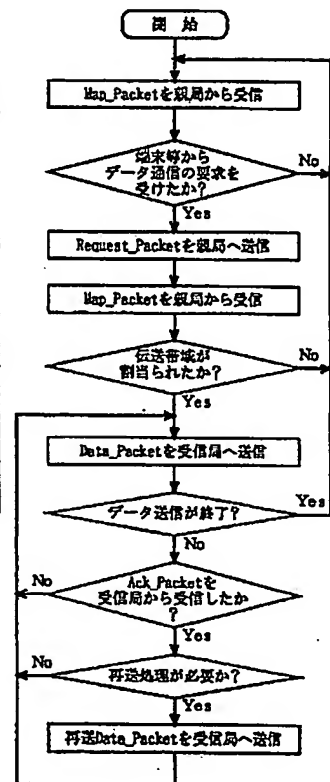 開 始
Map_Packetを親局から受信
端末等から
データ通信の要求を
受けたか?
No
Yes
Request_Packetを親局へ送信
Map_Packetを親局から受信
伝送帯域が
割当られたか?
No
Yes
Data_Packetを受信局へ送信
データ送信が終了?
Yes
No
Ack_Packetを
受信局から受信したか
?
No
Yes
再送処理が必要か?
No
Yes
再送Data_Packetを受信局へ送信